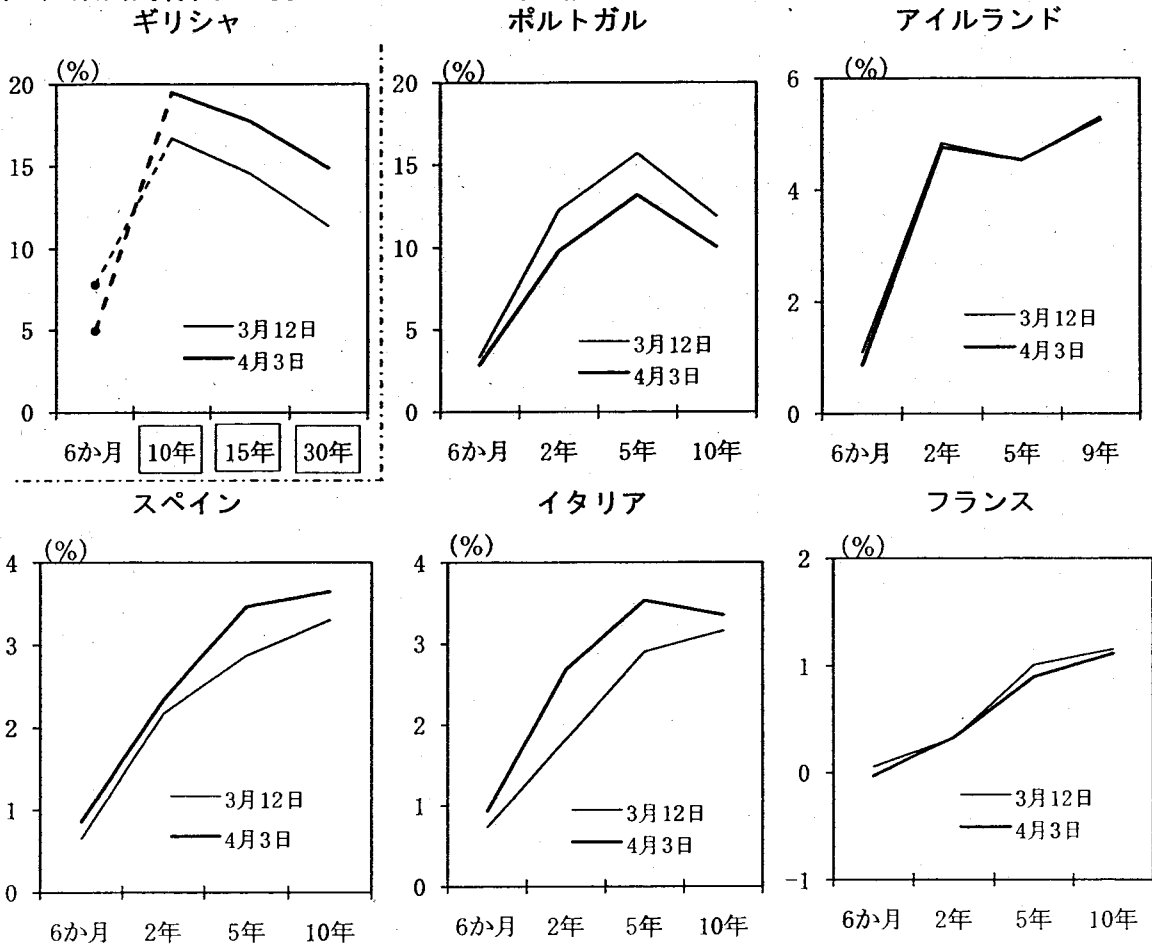 ギリシャ
(%)
20
15
10
5
0
3月12日
4月3日
6か月 10年 15年 30年
ポルトガル
(%)
20
15
10
5
0
3月12日
4月3日
6か月 2年 5年 10年
アイルランド
(%)
6
4
2
0
3月12日
4月3日
6か月 2年 5年 9年
スペイン
(%)
4
3
2
1
0
3月12日
4月3日
6か月 2年 5年 10年
イタリア
(%)
4
3
2
1
0
3月12日
4月3日
6か月 2年 5年 10年
フランス
(%)
2
1
0
-1
3月12日
4月3日
6か月 2年 5年 10年